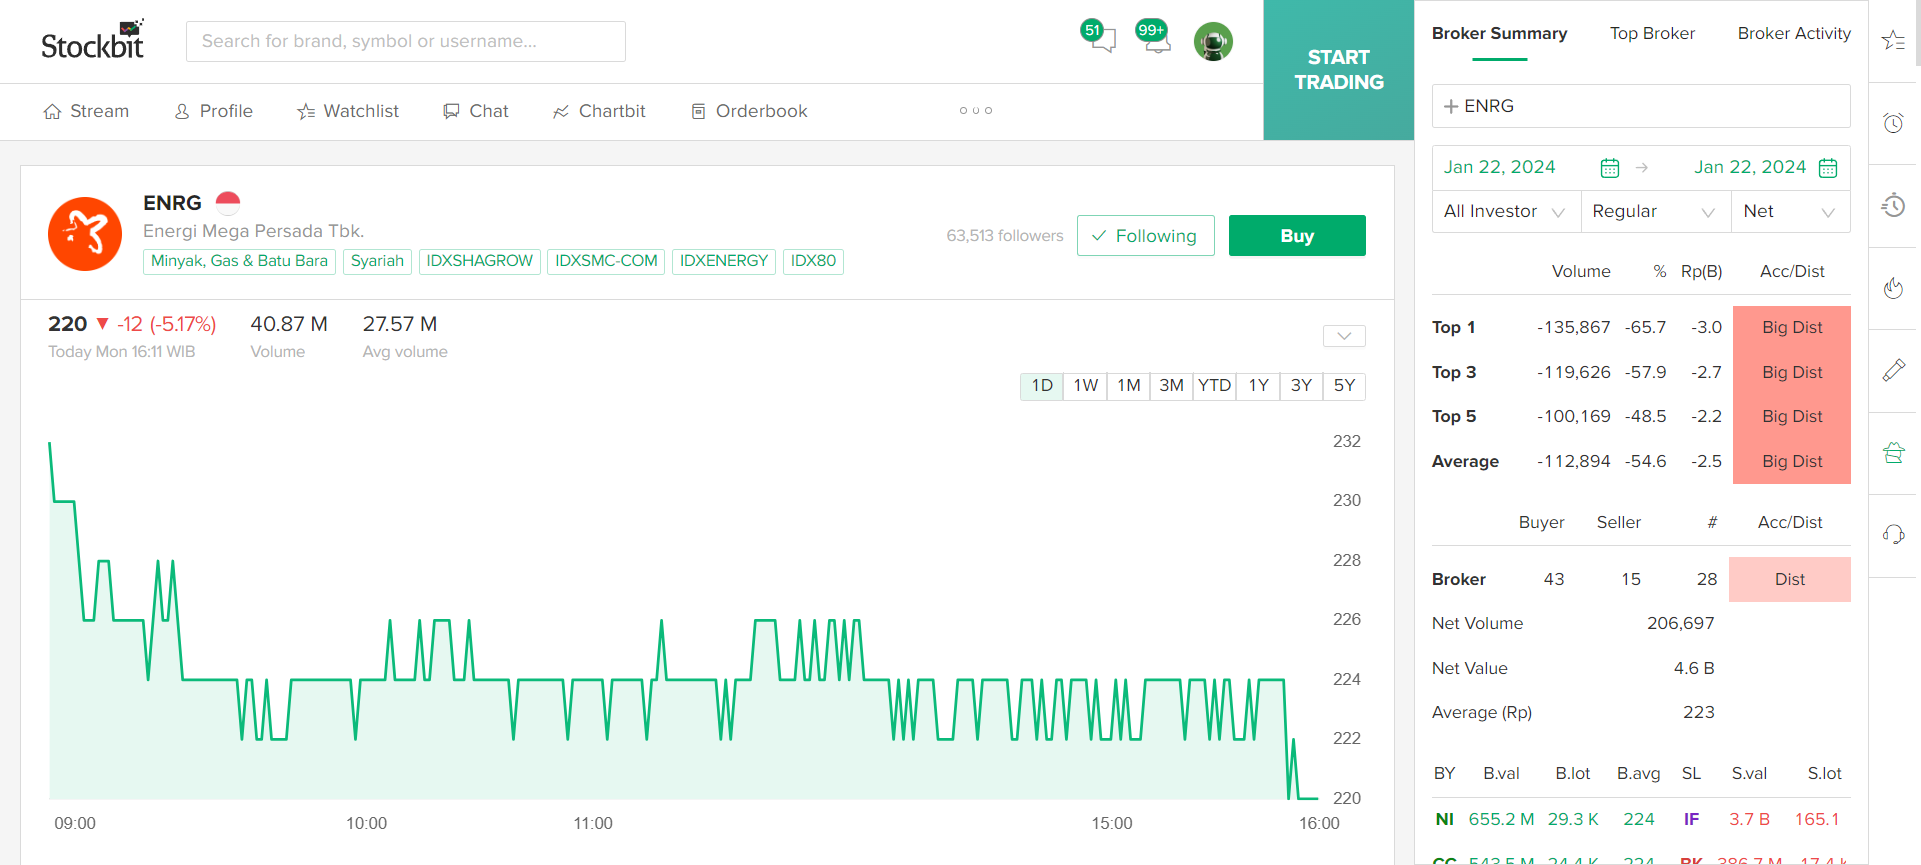 Stockbit
Search for brand, symbol or username...
51
99+
START
TRADING
Stream
Profile
Watchlist
Chat
Chartbit
Orderbook
ENRG
Energi Mega Persada Tbk.
Minyak, Gas & Batu Bara
Syariah
IDXSHAGROW
IDXSMC-COM
IDXENERGY
IDX80
63,513 followers
Following
Buy
220 ▼ -12 (-5.17%)
Today Mon 16:11 WIB
40.87 M
Volume
27.57 M
Avg volume
1D 1W 1M 3M YTD 1Y 3Y 5Y
232
230
228
226
224
222
220
09:00 10:00 11:00 15:00 16:00
Broker Summary Top Broker Broker Activity
+ ENRG
Jan 22, 2024 → Jan 22, 2024
All Investor Regular Net
Volume % Rp(B) Acc/Dist
Top 1 -135,867 -65.7 -3.0 Big Dist
Top 3 -119,626 -57.9 -2.7 Big Dist
Top 5 -100,169 -48.5 -2.2 Big Dist
Average -112,894 -54.6 -2.5 Big Dist
Buyer Seller # Acc/Dist
Broker 43 15 28 Dist
Net Volume 206,697
Net Value 4.6 B
Average (Rp) 223
BY B.val B.lot B.avg SL S.val S.lot
NI 655.2 M 29.3 K 224 IF 3.7 B 165.1